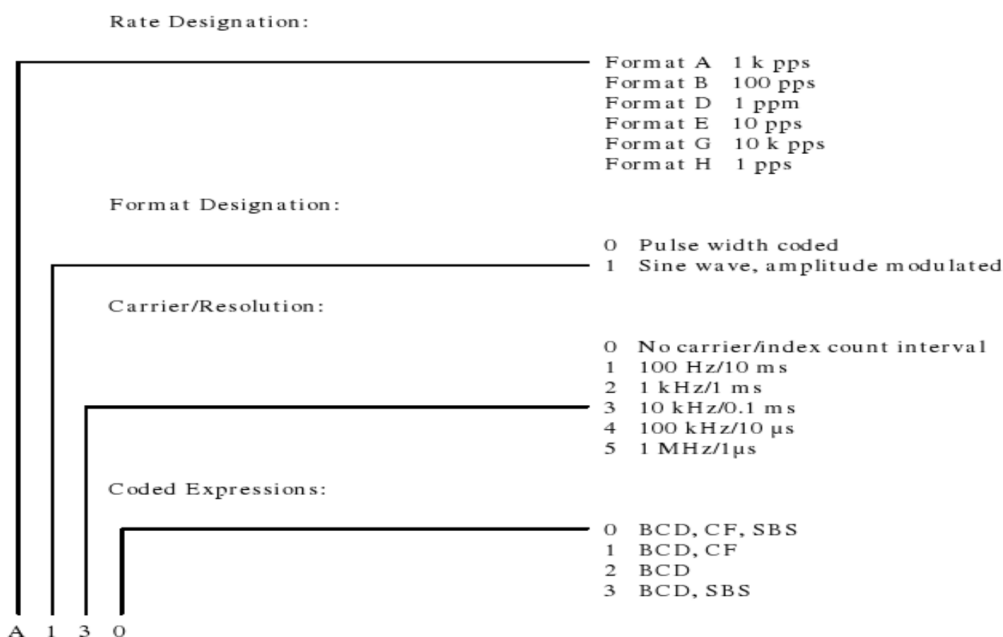 Rate Designation:
Format A 1 k pps
Format B 100 pps
Format D 1 ppm
Format E 10 pps
Format G 10 k pps
Format H 1 pps
Format Designation:
0 Pulse width coded
1 Sine wave, amplitude modulated
Carrier/Resolution:
0 No carrier/index count interval
1 100 Hz/10 ms
2 1 kHz/1 ms
3 10 kHz/0.1 ms
4 100 kHz/10 µs
5 1 MHz/1µs
Coded Expressions:
0 BCD, CF, SBS
1 BCD, CF
2 BCD
3 BCD, SBS
A 1 3 0